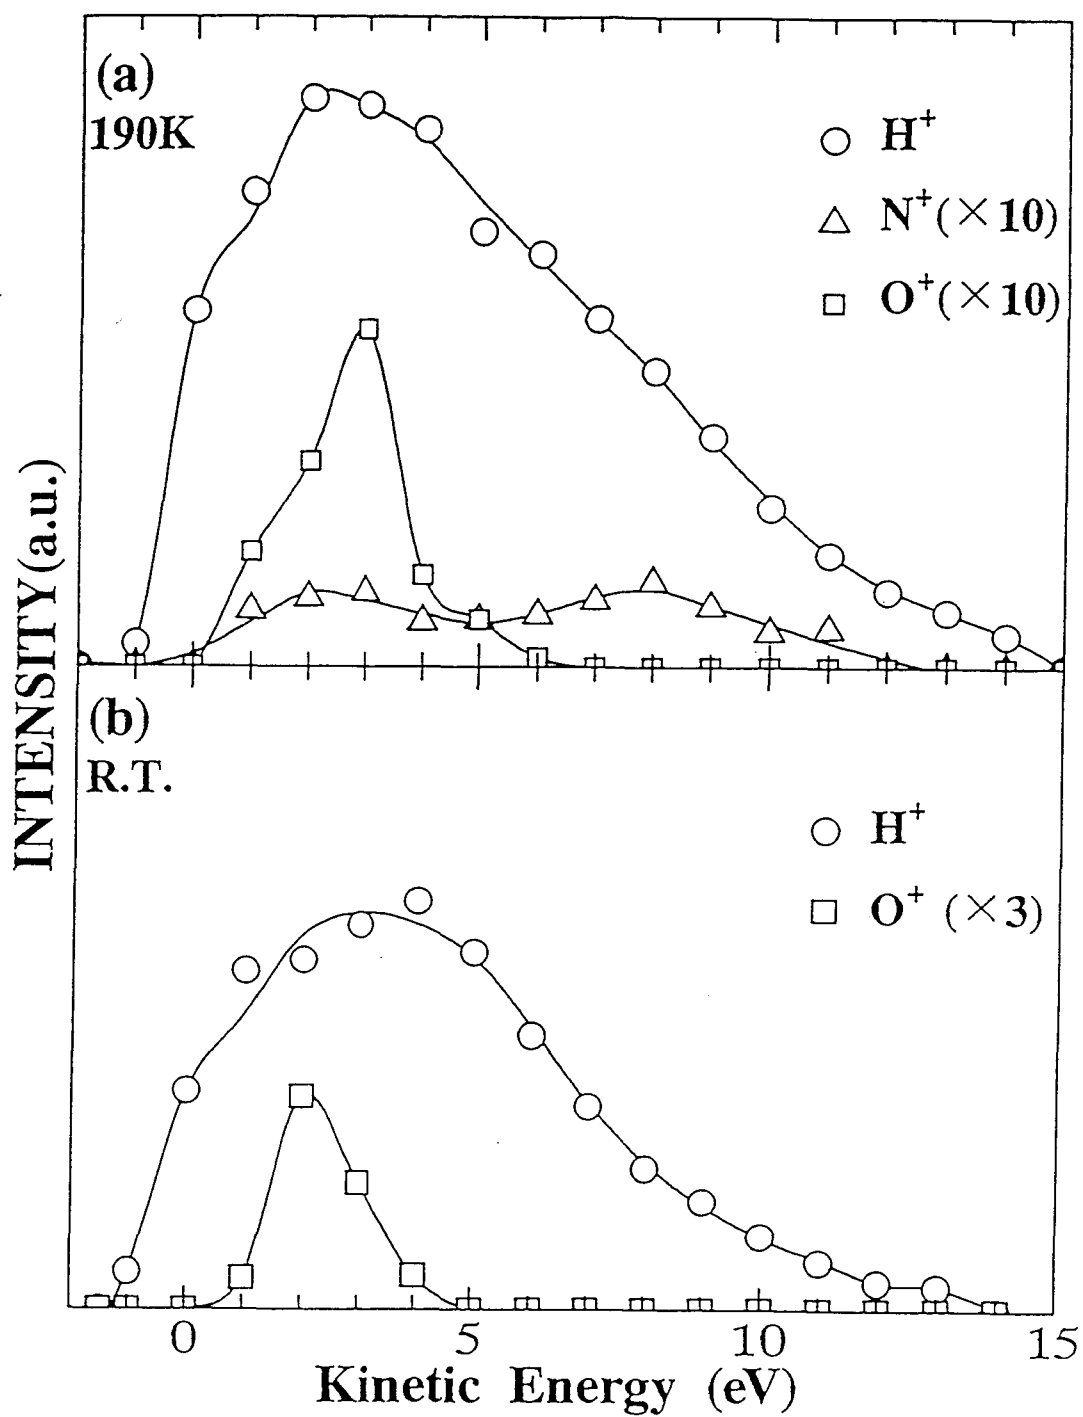 (a)
190K
H⁺
N⁺(×10)
O⁺(×10)
INTENSITY(a.u.)
(b)
R.T.
H⁺
O⁺ (×3)
0 5 10 15
Kinetic Energy (eV)